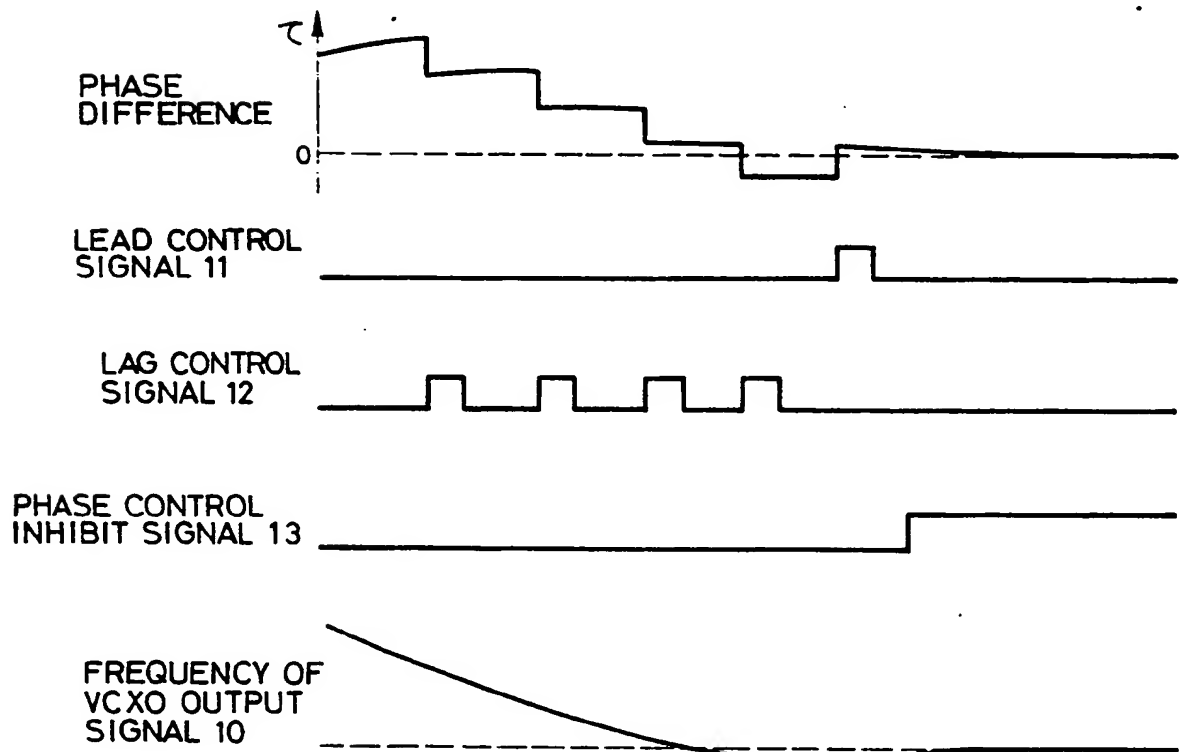 τ
PHASE
DIFFERENCE
0
LEAD CONTROL
SIGNAL 11
LAG CONTROL
SIGNAL 12
PHASE CONTROL
INHIBIT SIGNAL 13
FREQUENCY OF
VCXO OUTPUT
SIGNAL 10